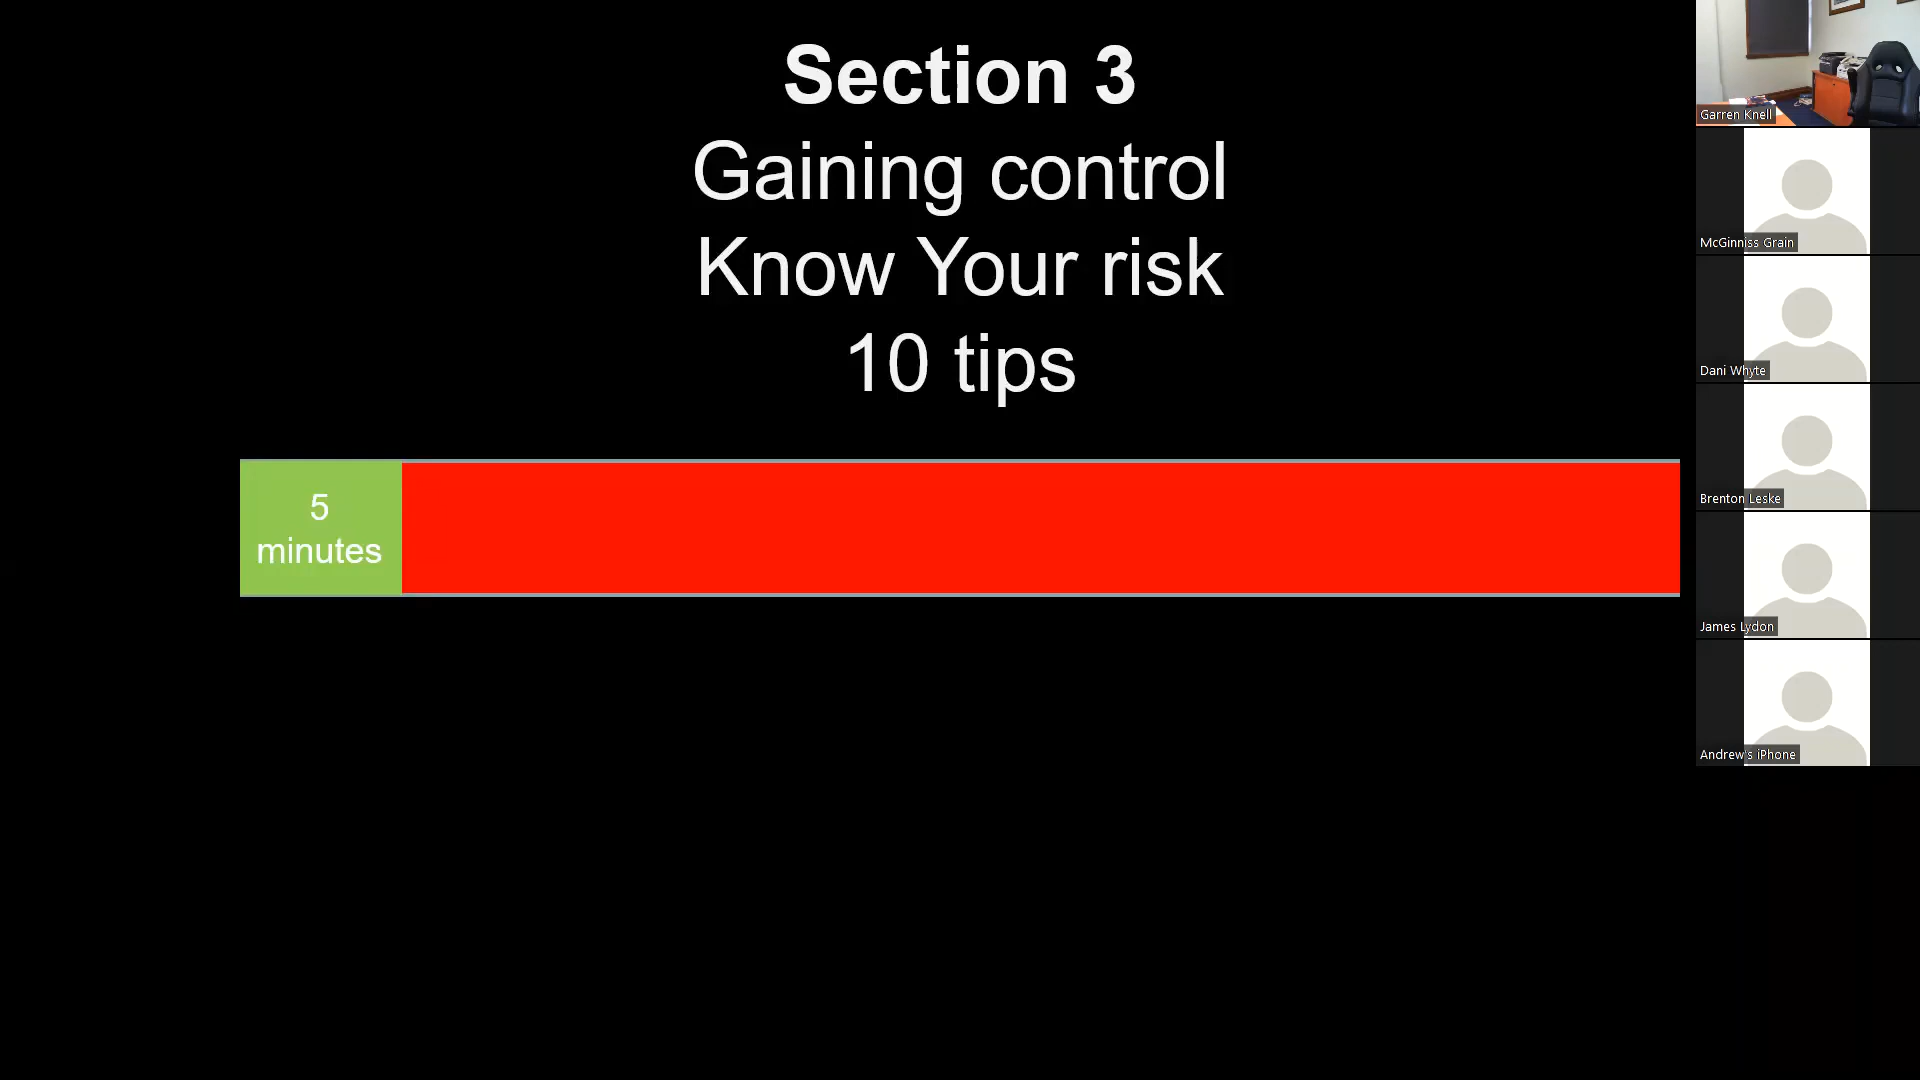 Section 3
Gaining control
Know Your risk
10 tips
5
minutes
Garren Knell
McGinniss Grain
Dani Whyte
Brenton Leske
James Lydon
Andrew's iPhone